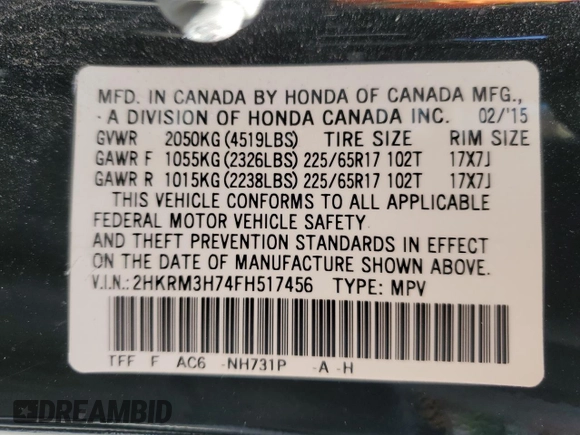 MFD. IN CANADA BY HONDA OF CANADA MFG.,
A DIVISION OF HONDA CANADA INC. 02/'15
GVWR 2050KG (4519LBS) TIRE SIZE RIM SIZE
GAWR F 1055KG (2326LBS) 225/65R17 102T 17X7J
GAWR R 1015KG (2238LBS) 225/65R17 102T 17X7J
THIS VEHICLE CONFORMS TO ALL APPLICABLE
FEDERAL MOTOR VEHICLE SAFETY
AND THEFT PREVENTION STANDARDS IN EFFECT
ON THE DATE OF MANUFACTURE SHOWN ABOVE.
V.I.N.: 2HKRM3H74FH517456 TYPE: MPV
TFF F AC6 -NH731P -A -H
DREAMBID